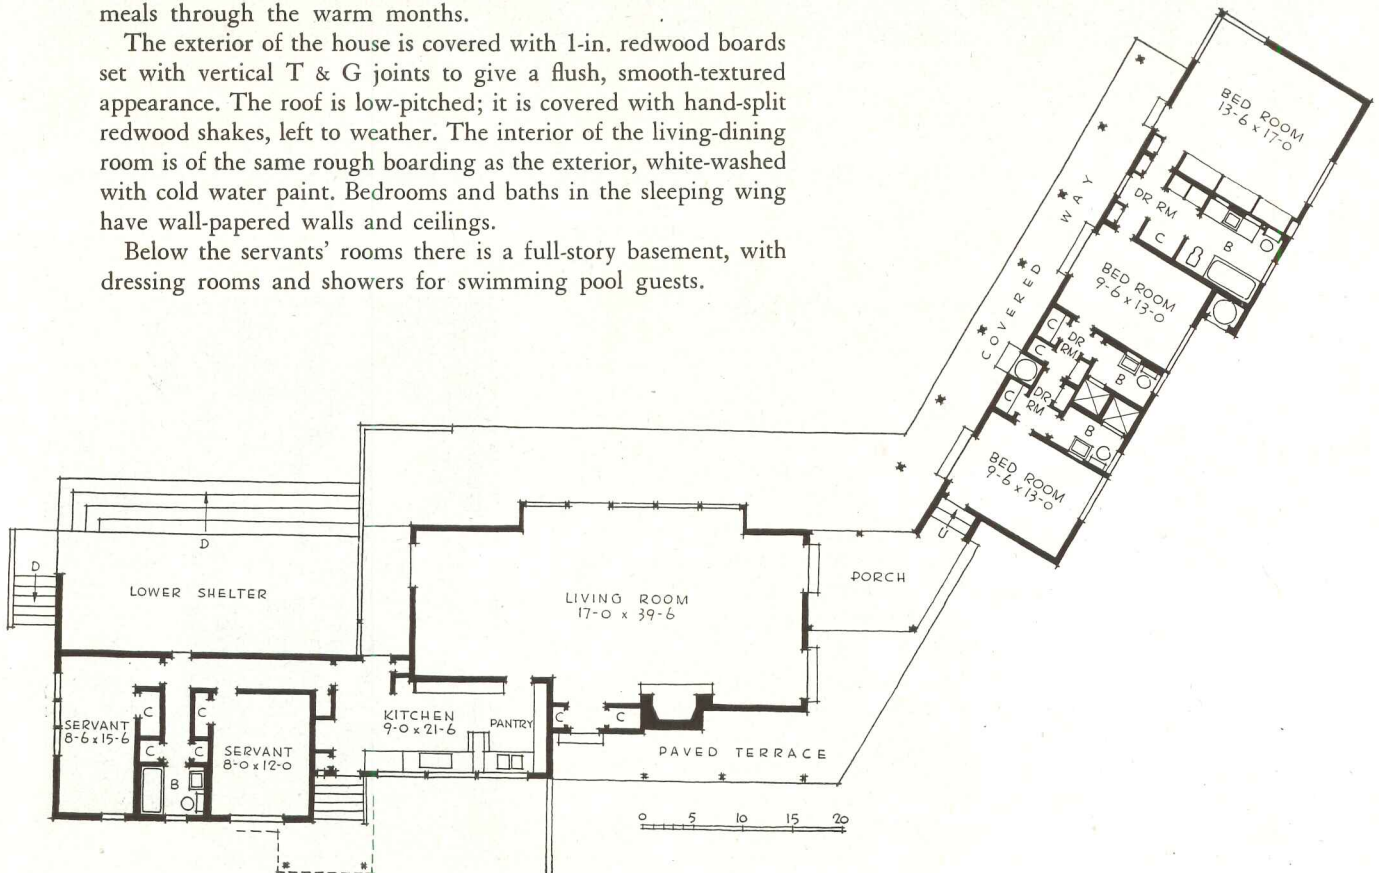 meals through the warm months.
The exterior of the house is covered with 1-in. redwood boards
set with vertical T & G joints to give a flush, smooth-textured
appearance. The roof is low-pitched; it is covered with hand-split
redwood shakes, left to weather. The interior of the living-dining
room is of the same rough boarding as the exterior, white-washed
with cold water paint. Bedrooms and baths in the sleeping wing
have wall-papered walls and ceilings.
Below the servants' rooms there is a full-story basement, with
dressing rooms and showers for swimming pool guests.
BED ROOM
13-6 x 17-0
DR RM
C
B
BED ROOM
9-6 x 13-0
COVERED WAY
C
DR
RM
C
B
C
DR
RM
B
BED ROOM
9-6 x 13-0
U
PORCH
D
D
LOWER SHELTER
LIVING ROOM
17-0 x 39-6
SERVANT
8-6 x 15-6
C
C
C
C
B
SERVANT
8-0 x 12-0
KITCHEN
9-0 x 21-6
PANTRY
C
C
PAVED TERRACE
0 5 10 15 20